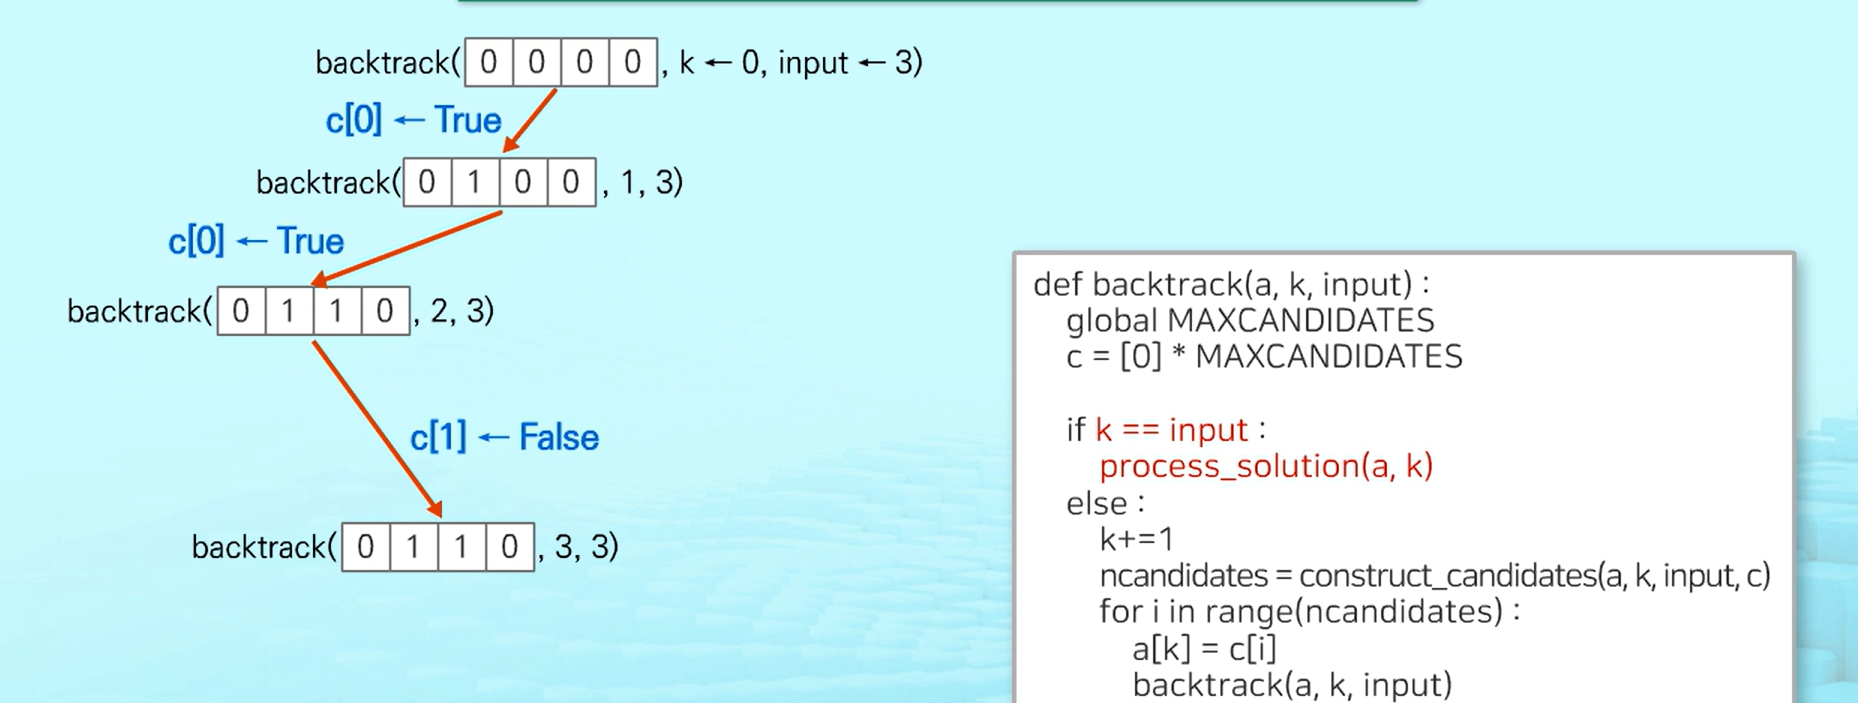 backtrack( 0 0 0 0 , k ← 0, input ← 3)
c[0] ← True
backtrack( 0 1 0 0 , 1, 3)
c[0] ← True
backtrack( 0 1 1 0 , 2, 3)
c[1] ← False
backtrack( 0 1 1 0 , 3, 3)
def backtrack(a, k, input) :
global MAXCANDIDATES
c = [0] * MAXCANDIDATES
if k == input :
process_solution(a, k)
else :
k+=1
ncandidates = construct_candidates(a, k, input, c)
for i in range(ncandidates) :
a[k] = c[i]
backtrack(a, k, input)